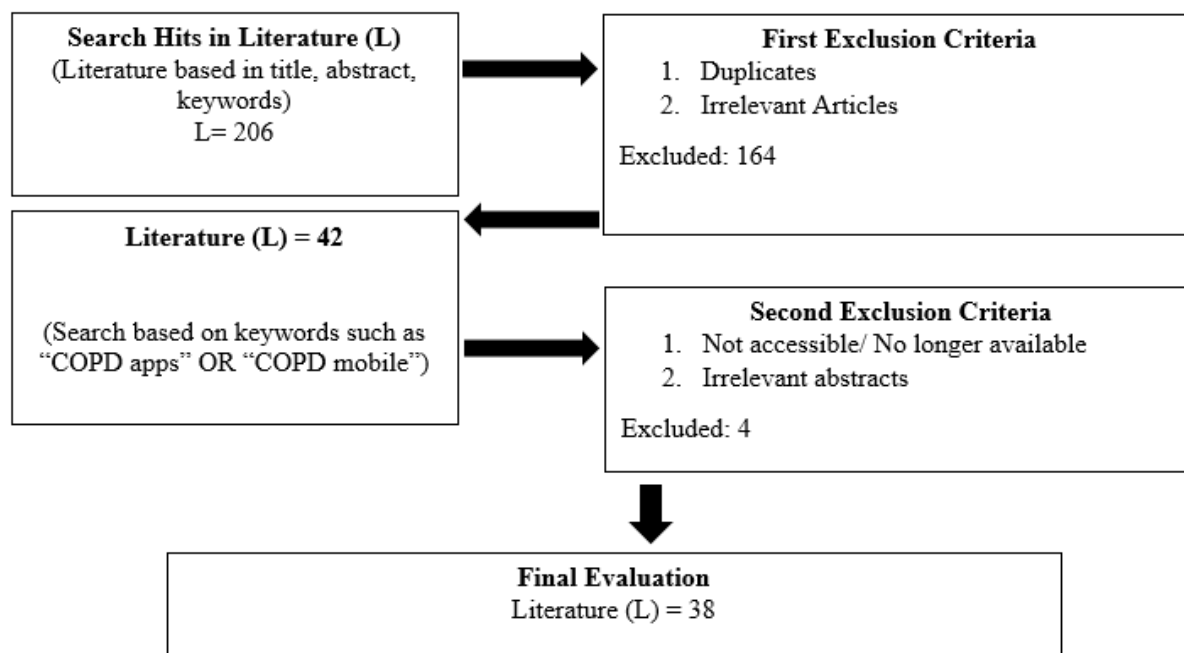 Search Hits in Literature (L)
(Literature based in title, abstract,
keywords)
L= 206
First Exclusion Criteria
1. Duplicates
2. Irrelevant Articles
Excluded: 164
Literature (L) = 42
(Search based on keywords such as
“COPD apps” OR “COPD mobile”)
Second Exclusion Criteria
1. Not accessible/ No longer available
2. Irrelevant abstracts
Excluded: 4
Final Evaluation
Literature (L) = 38